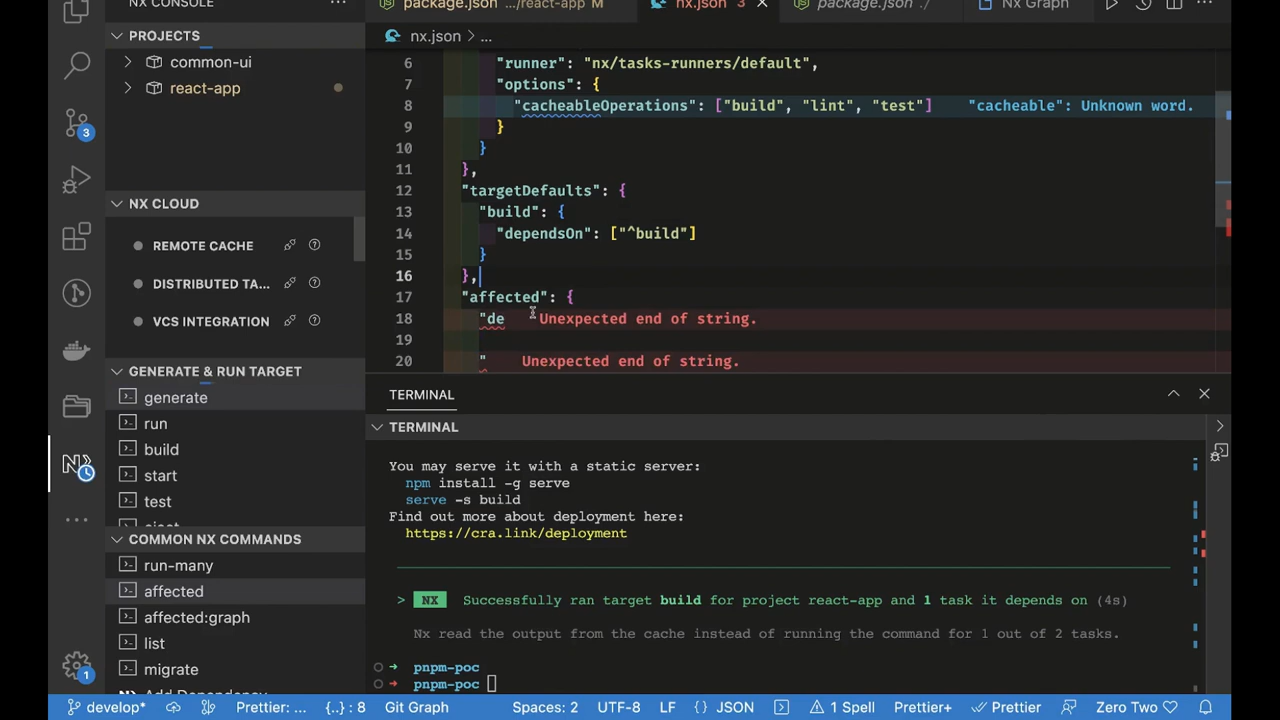 NX CONSOLE
PROJECTS
common-ui
react-app
NX CLOUD
REMOTE CACHE
DISTRIBUTED TA...
VCS INTEGRATION
GENERATE & RUN TARGET
generate
run
build
start
test
eject
COMMON NX COMMANDS
run-many
affected
affected:graph
list
migrate
Add Dependency
3
1
package.json .../react-app M
nx.json 3
package.json ./
Nx Graph
nx.json > ...
6 "runner": "nx/tasks-runners/default",
7 "options": {
8 "cacheableOperations": ["build", "lint", "test"] "cacheable": Unknown word.
9 }
10 }
11 },
12 "targetDefaults": {
13 "build": {
14 "dependsOn": ["^build"]
15 }
16 },
17 "affected": {
18 "de Unexpected end of string.
19
20 " Unexpected end of string.
TERMINAL
TERMINAL
You may serve it with a static server:
npm install -g serve
serve -s build
Find out more about deployment here:
https://cra.link/deployment
> NX Successfully ran target build for project react-app and 1 task it depends on (4s)
Nx read the output from the cache instead of running the command for 1 out of 2 tasks.
→ pnpm-poc
→ pnpm-poc
develop* Prettier: ... {..} : 8 Git Graph Spaces: 2 UTF-8 LF {} JSON 1 Spell Prettier+ Prettier Zero Two